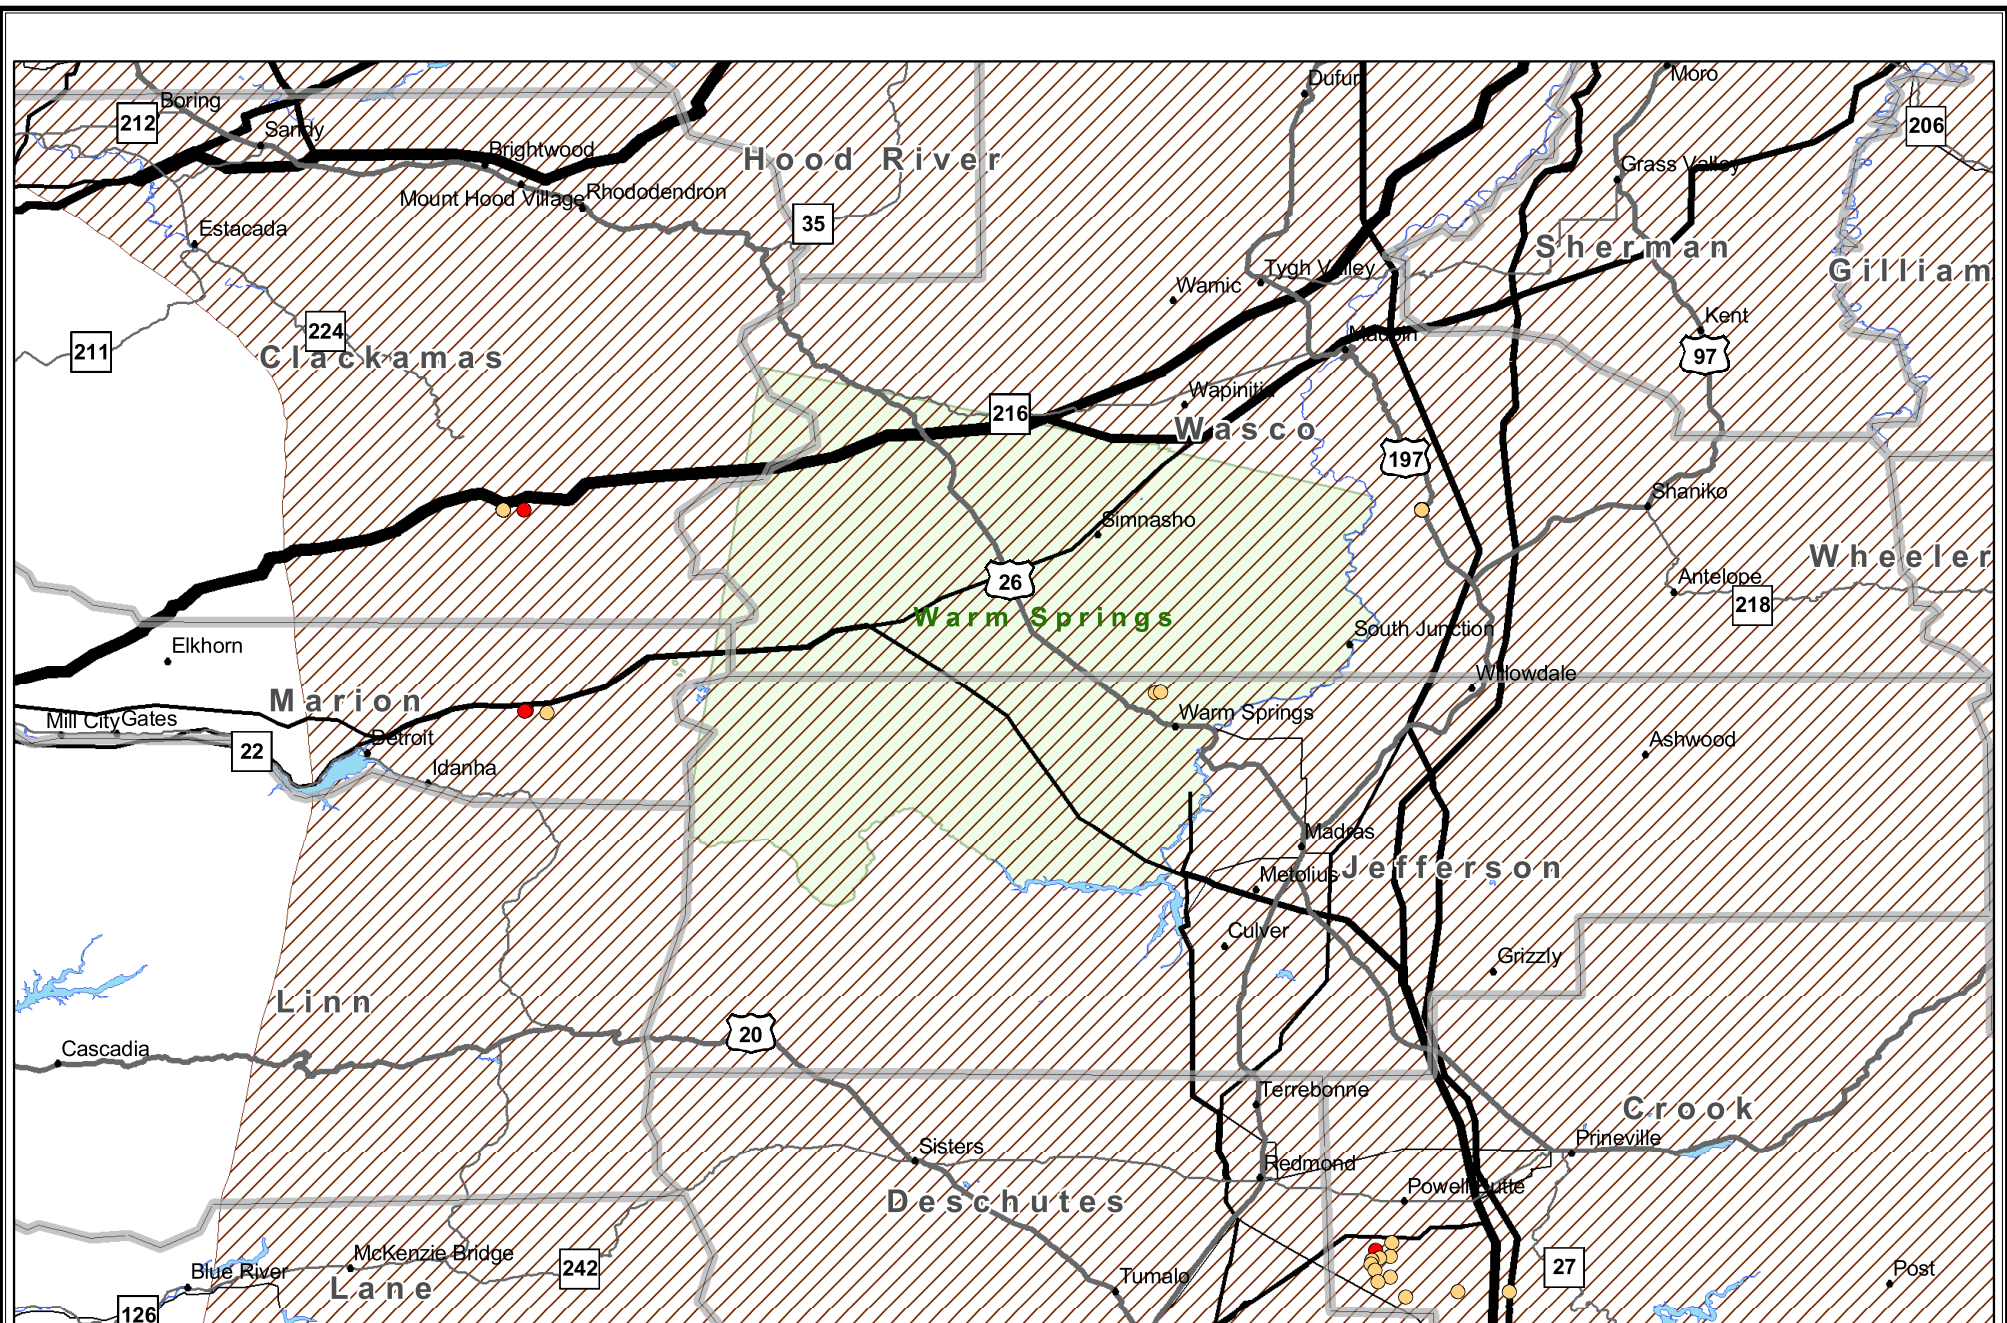 Dufur
Moro
Boring
212
206
Sandy
Brightwood
Hood River
Grass Valley
Mount Hood Village
Rhododendron
35
Estacada
Sherman
Gilliam
Tygh Valley
Wamic
Kent
224
Maupin
211
Clackamas
97
Wapinitia
216
Wasco
197
Shaniko
Simnasho
Wheeler
26
Antelope
218
Warm Springs
South Junction
Elkhorn
Willowdale
Marion
Warm Springs
Mill City
Gates
Detroit
22
Ashwood
Idanha
Madras
Jefferson
Metolius
Culver
Grizzly
Linn
20
Cascadia
Terrebonne
Crook
Prineville
Sisters
Redmond
Powell Butte
Deschutes
McKenzie Bridge
242
27
Blue River
Post
Tumalo
Lane
126